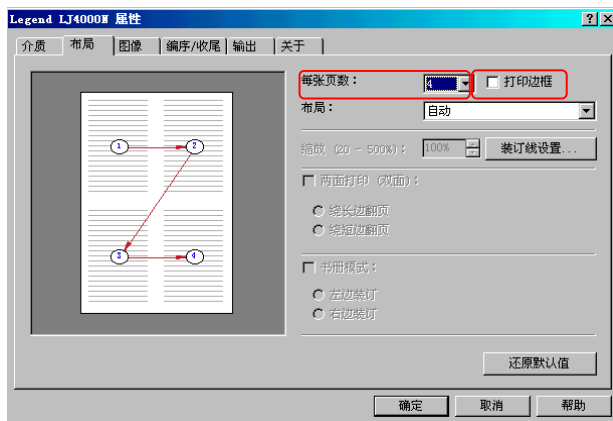 Legend LJ4000N 属性
介质 布局 图像 编序/收尾 输出 关于
每张页数： 4 打印边框
布局： 自动
缩放 (20 - 500%)： 100% 装订线设置...
两面打印 (双面)：
绕长边翻页
绕短边翻页
书册模式：
左边装订
右边装订
1 2
3 4
还原默认值
确定 取消 帮助